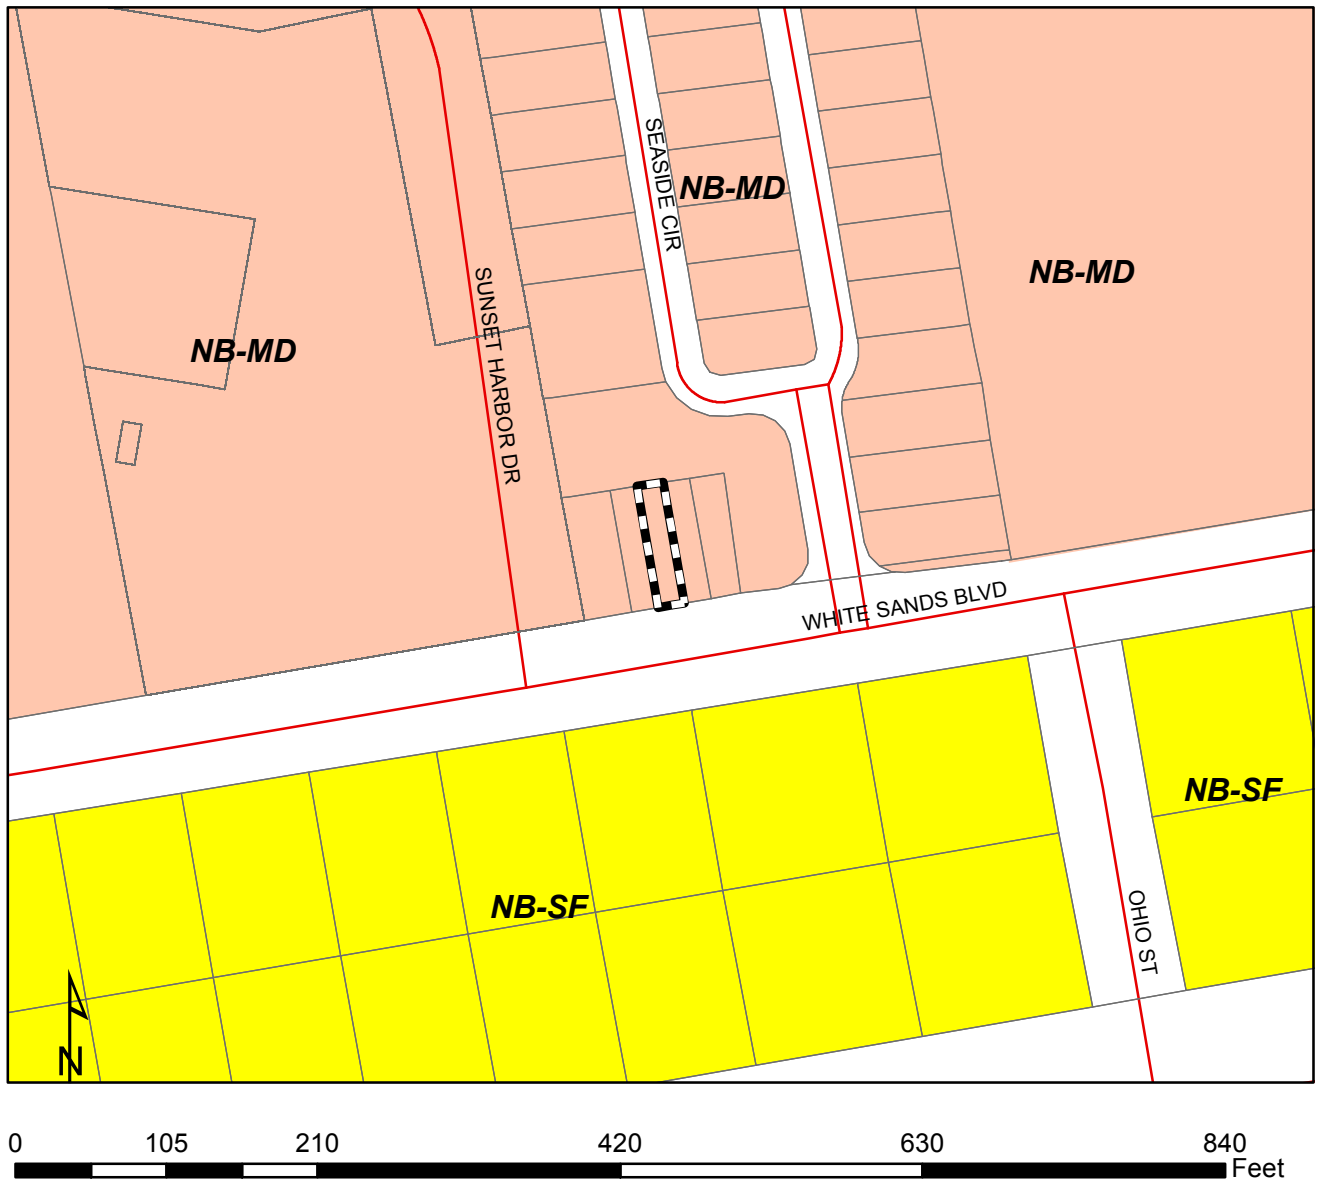 SEASIDE CIR
NB-MD
NB-MD
SUNSET HARBOR DR
NB-MD
WHITE SANDS BLVD
NB-SF
NB-SF
OHIO ST
N
0 105 210 420 630 840
Feet